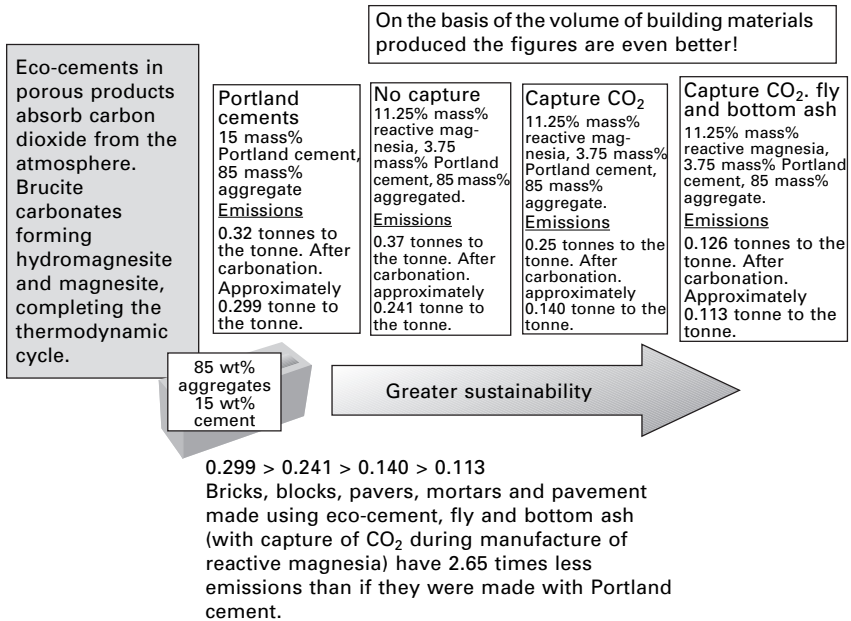 On the basis of the volume of building materials
produced the figures are even better!
Eco-cements in
porous products
absorb carbon
dioxide from the
atmosphere.
Brucite
carbonates
forming
hydromagnesite
and magnesite,
completing the
thermodynamic
cycle.
Portland
cements
15 mass%
Portland cement,
85 mass%
aggregate
Emissions
0.32 tonnes to
the tonne. After
carbonation.
Approximately
0.299 tonne to
the tonne.
No capture
11.25% mass%
reactive mag-
nesia, 3.75
mass% Portland
cement, 85 mass%
aggregated.
Emissions
0.37 tonnes to
the tonne. After
carbonation.
approximately
0.241 tonne to
the tonne.
Capture CO₂
11.25% mass%
reactive mag-
nesia, 3.75 mass%
Portland cement,
85 mass%
aggregate.
Emissions
0.25 tonnes to the
tonne. After
carbonation.
approximately
0.140 tonne to the
tonne.
Capture CO₂. fly
and bottom ash
11.25% mass%
reactive magnesia,
3.75 mass% Portland
cement, 85 mass%
aggregate.
Emissions
0.126 tonnes to the
tonne. After
carbonation.
Approximately
0.113 tonne to the
tonne.
85 wt%
aggregates
15 wt%
cement
Greater sustainability
0.299 > 0.241 > 0.140 > 0.113
Bricks, blocks, pavers, mortars and pavement
made using eco-cement, fly and bottom ash
(with capture of CO₂ during manufacture of
reactive magnesia) have 2.65 times less
emissions than if they were made with Portland
cement.